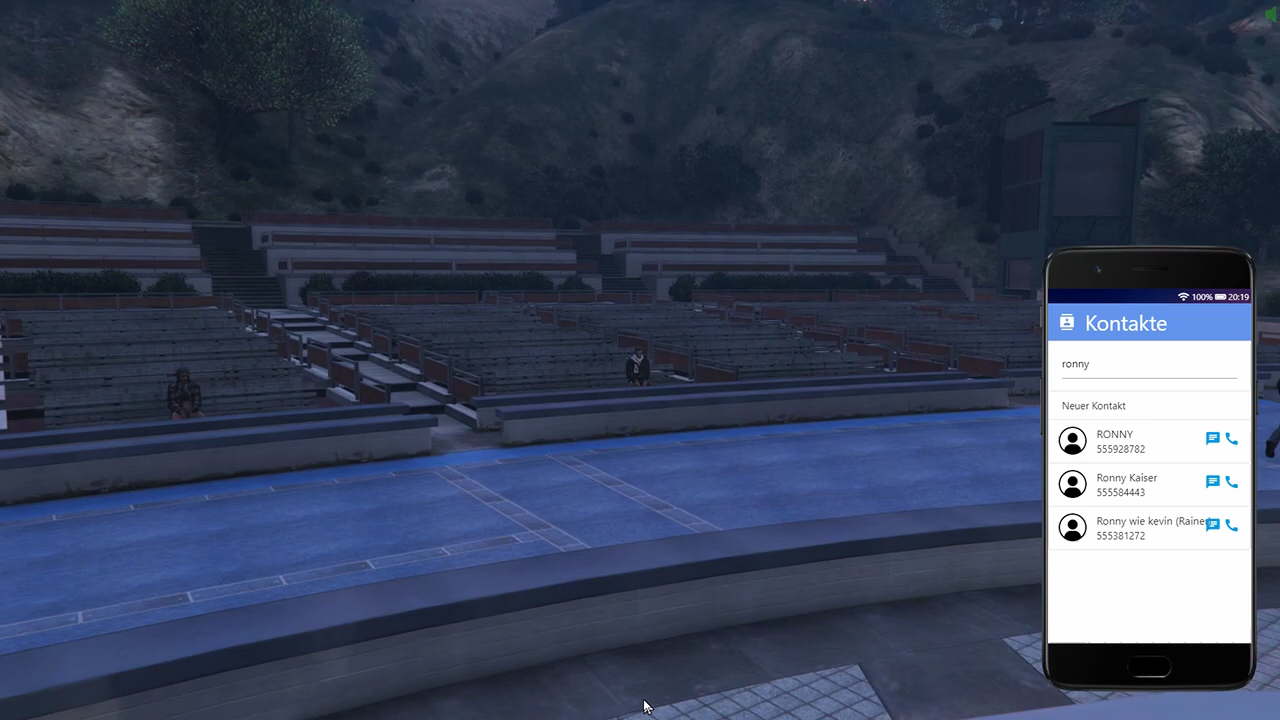 100% 20:19
Kontakte
ronny
Neuer Kontakt
RONNY
555928782
Ronny Kaiser
555584443
Ronny wie kevin (Raine
555381272